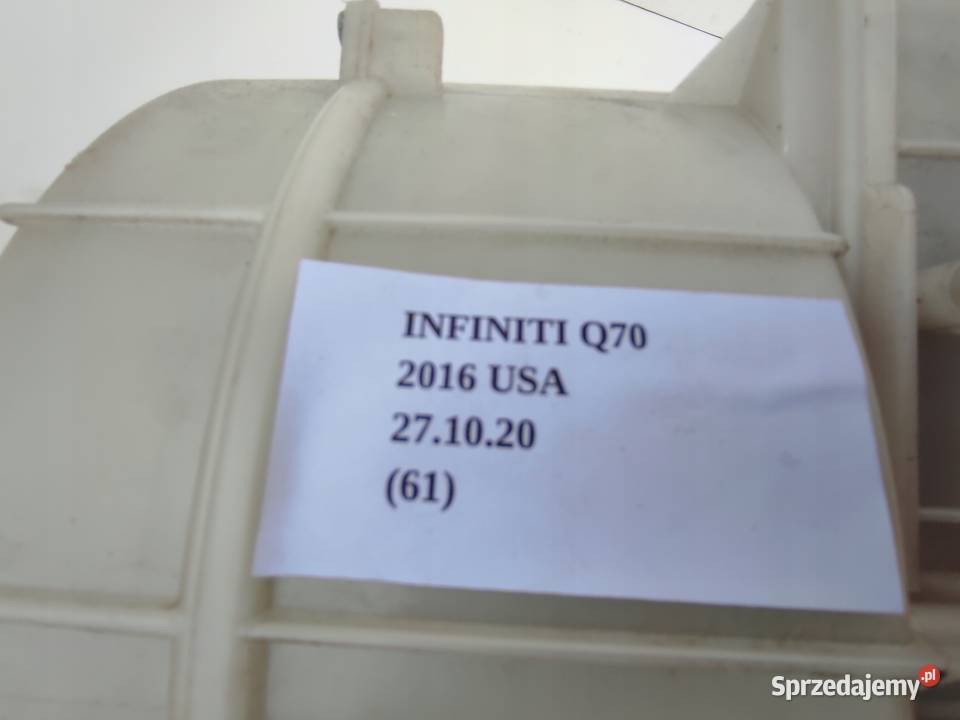 INFINITI Q70
2016 USA
27.10.20
(61)
Sprzedajemy.pl